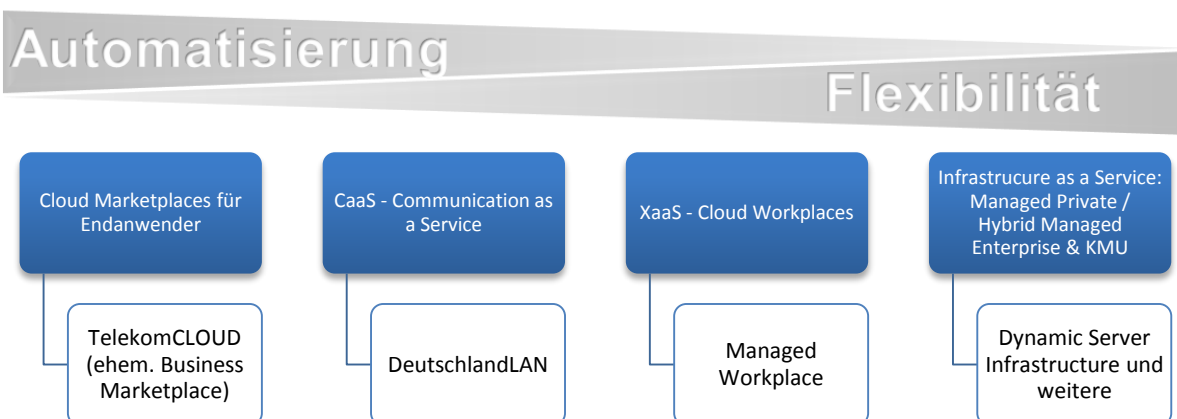 Automatisierung
Flexibilität
Cloud Marketplaces für
Endanwender
TelekomCLOUD
(ehem. Business
Marketplace)
CaaS - Communication as
a Service
DeutschlandLAN
XaaS - Cloud Workplaces
Managed
Workplace
Infrastrucure as a Service:
Managed Private /
Hybrid Managed
Enterprise & KMU
Dynamic Server
Infrastructure und
weitere